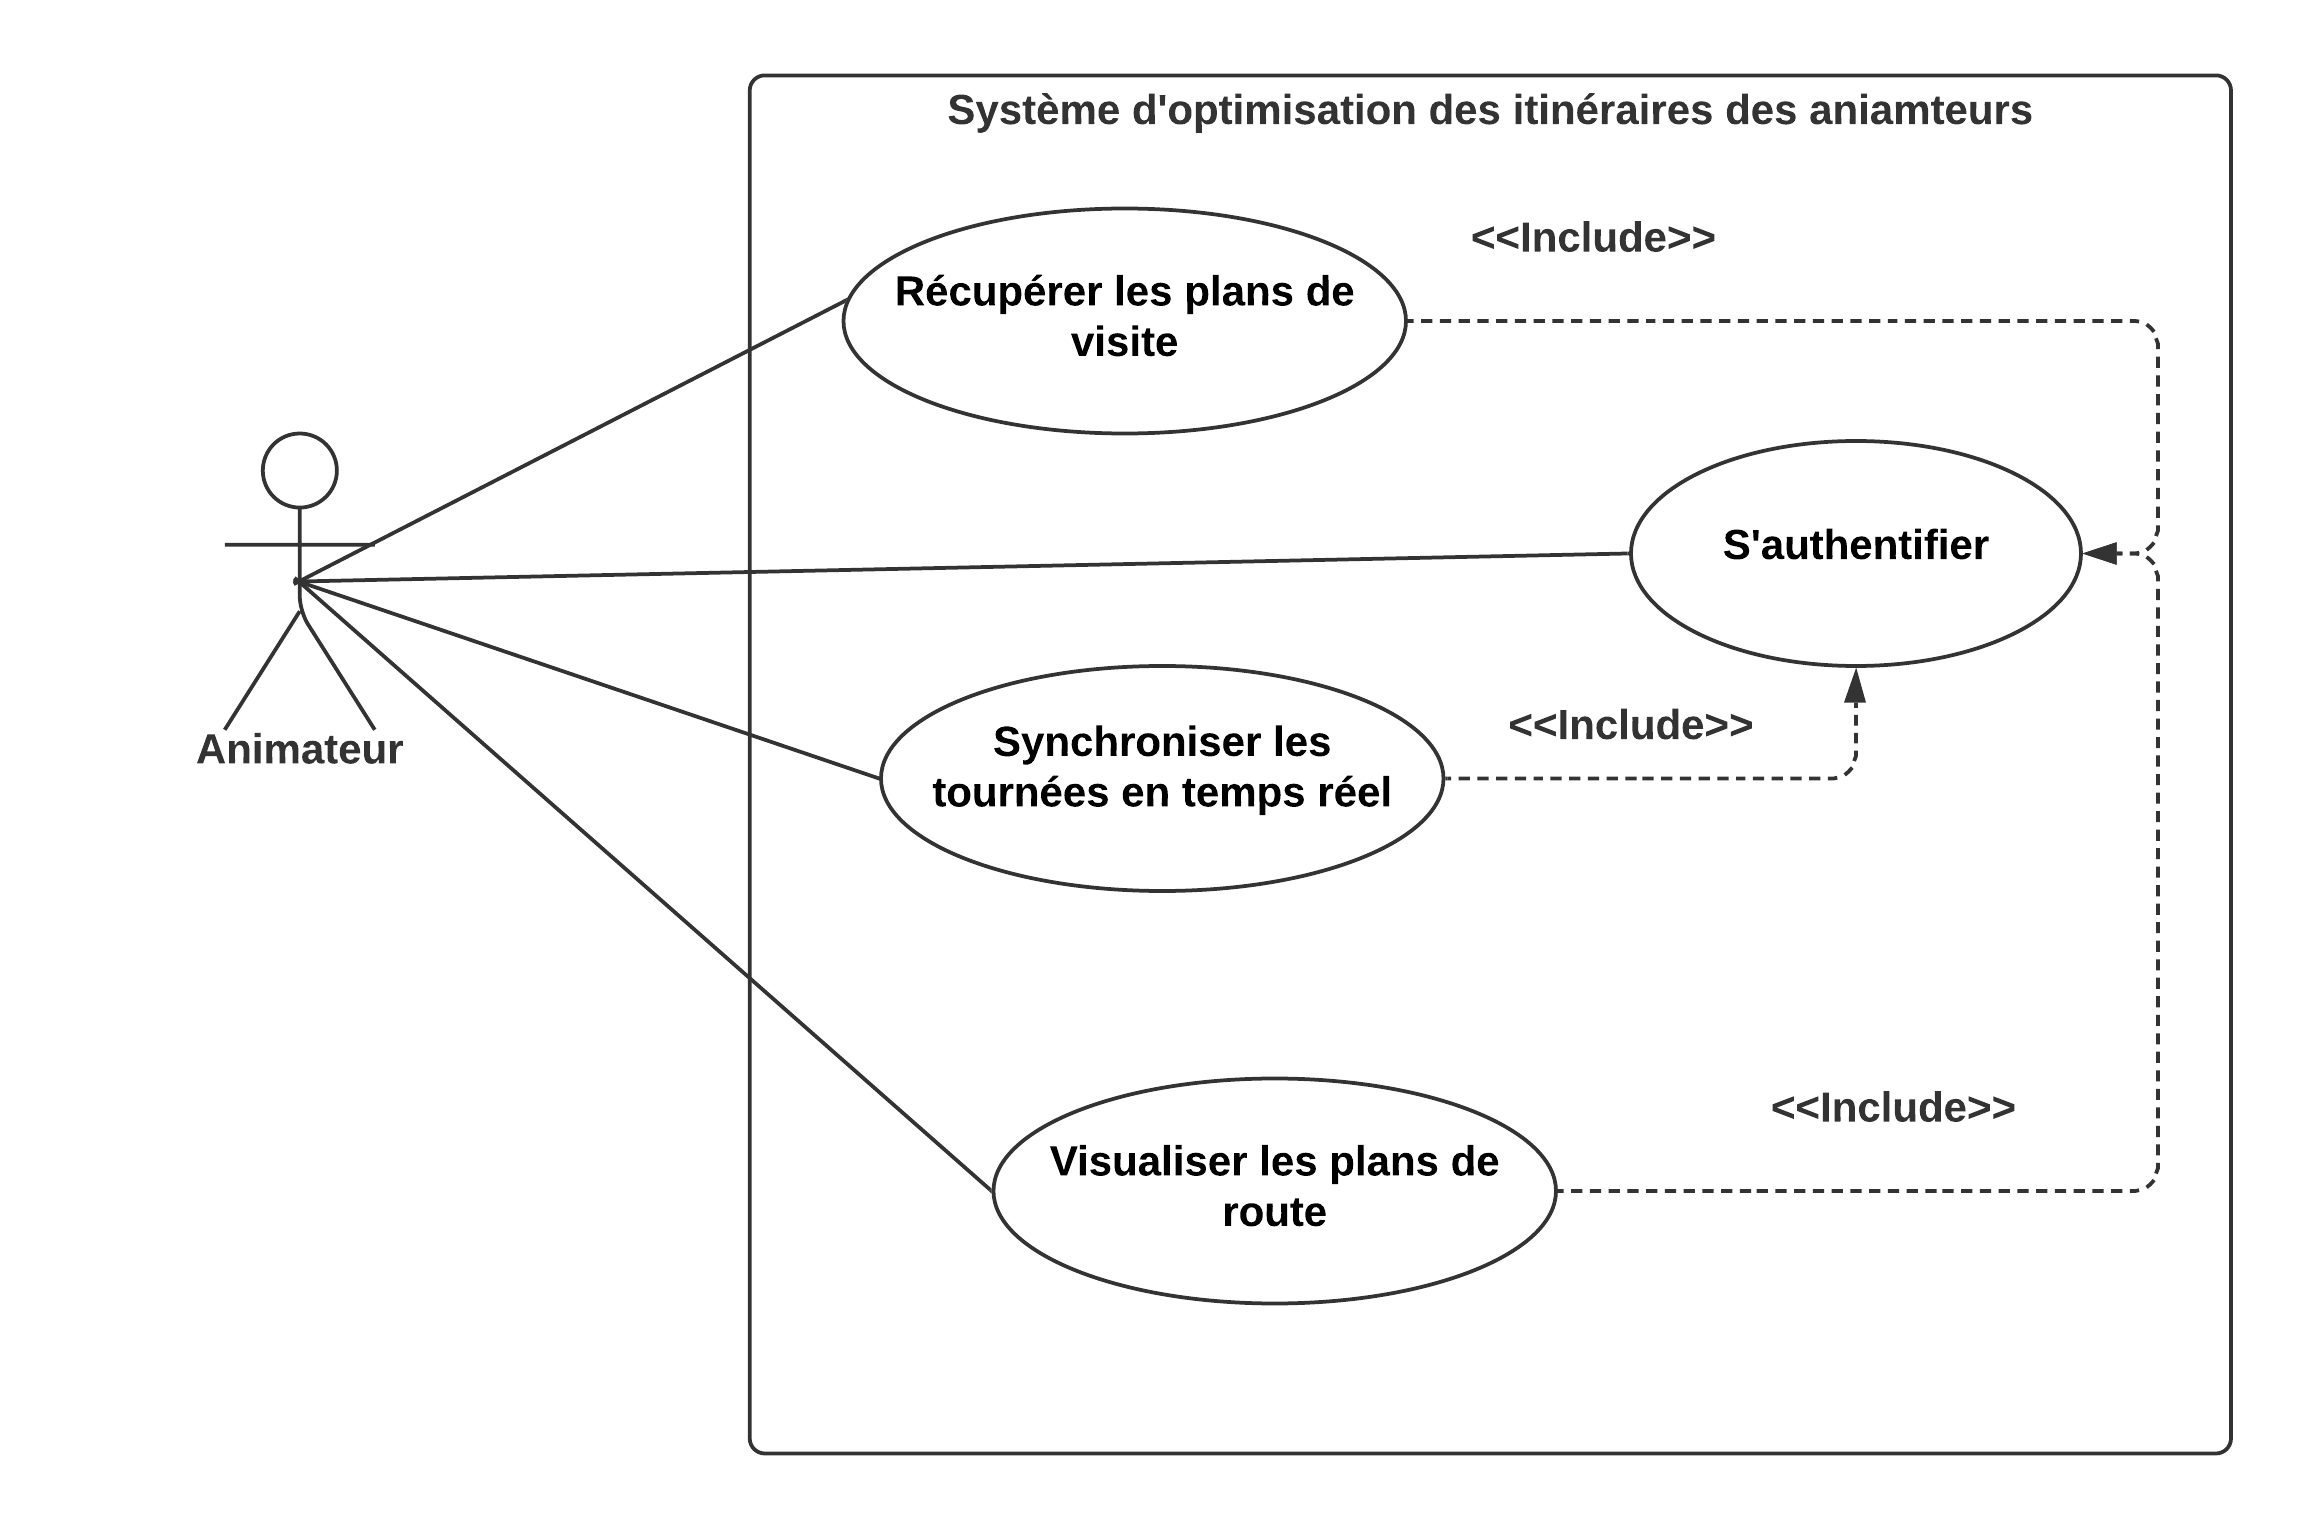 Système d'optimisation des itinéraires des aniamteurs
<<Include>>
Récupérer les plans de
visite
S'authentifier
Animateur
Synchroniser les
tournées en temps réel
<<Include>>
<<Include>>
Visualiser les plans de
route